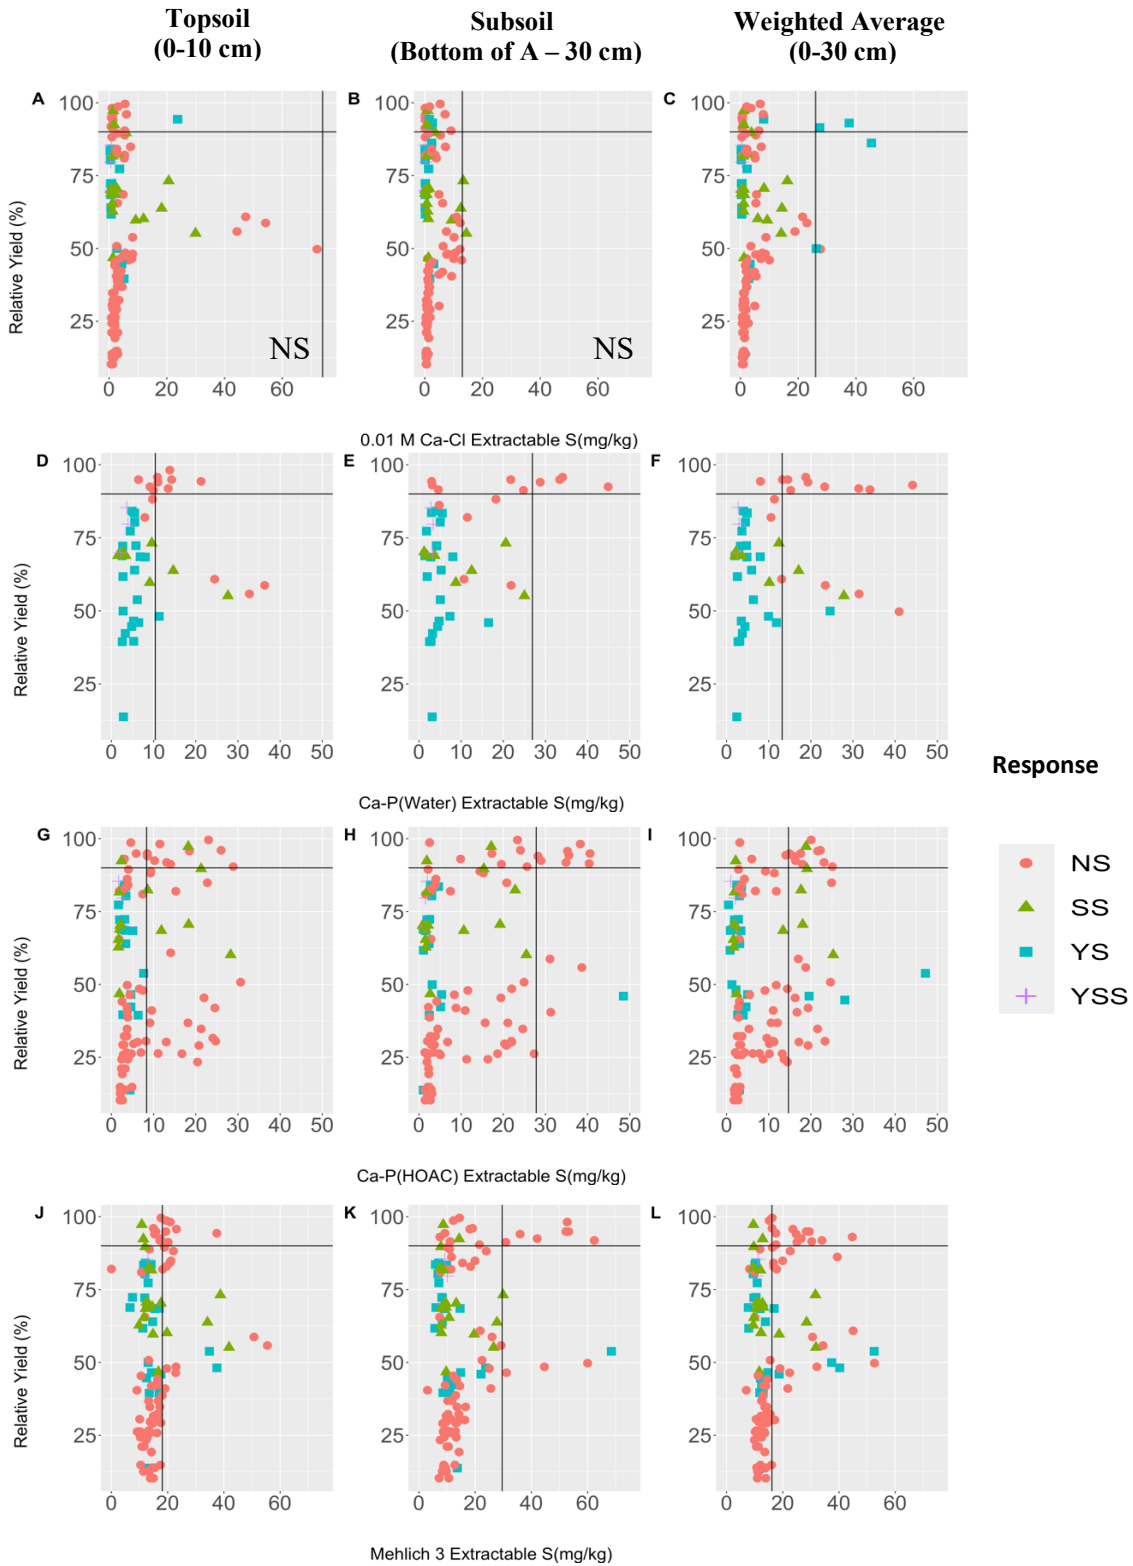 Topsoil
(0-10 cm)
Subsoil
(Bottom of A – 30 cm)
Weighted Average
(0-30 cm)
A
B
C
Relative Yield (%)
100
75
50
25
NS
0 20 40 60
100
75
50
25
NS
0 20 40 60
100
75
50
25
0 20 40 60
0.01 M Ca-Cl Extractable S(mg/kg)
D
E
F
Relative Yield (%)
100
75
50
25
0 10 20 30 40 50
100
75
50
25
0 10 20 30 40 50
100
75
50
25
0 10 20 30 40 50
Ca-P(Water) Extractable S(mg/kg)
G
H
I
Relative Yield (%)
100
75
50
25
0 10 20 30 40 50
100
75
50
25
0 10 20 30 40 50
100
75
50
25
0 10 20 30 40 50
Ca-P(HOAC) Extractable S(mg/kg)
J
K
L
Relative Yield (%)
100
75
50
25
0 20 40 60
100
75
50
25
0 20 40 60
100
75
50
25
0 20 40 60
Mehlich 3 Extractable S(mg/kg)
Response
NS
SS
YS
YSS